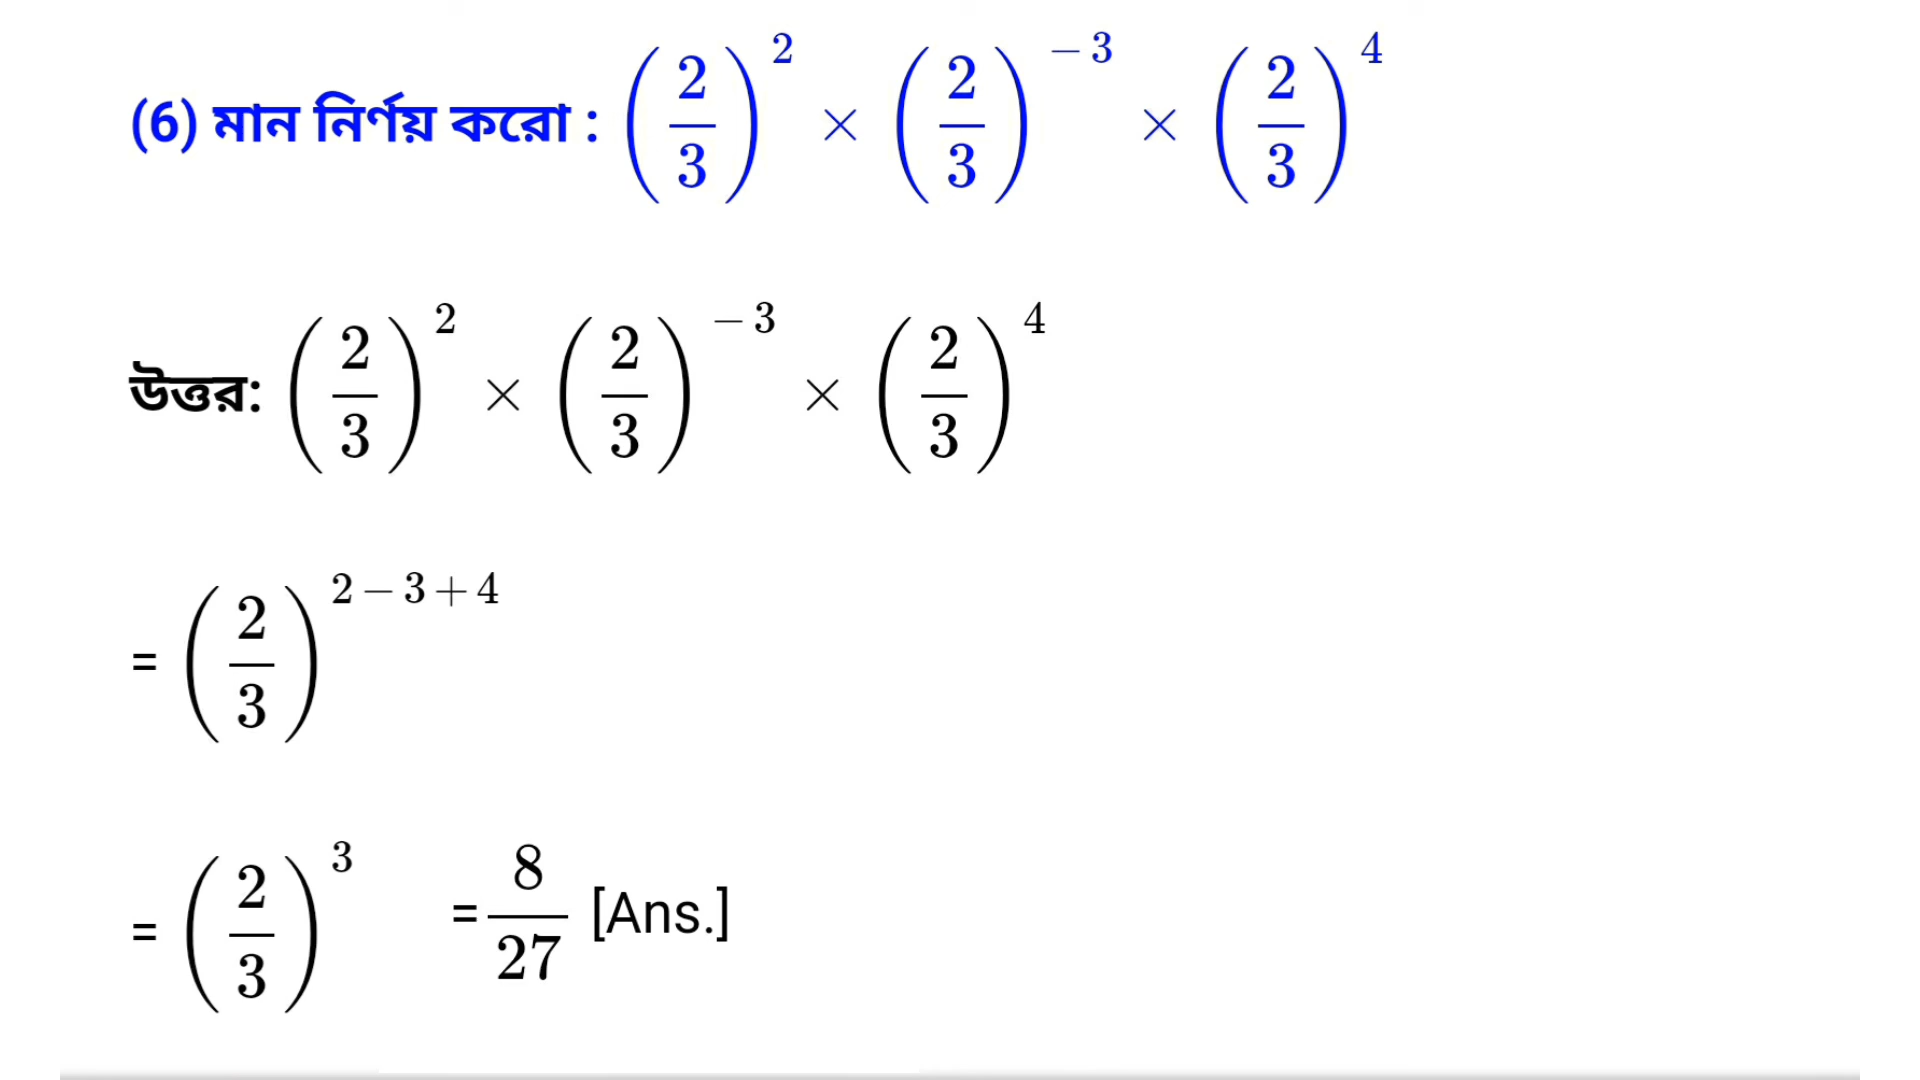 (6) মান নির্ণয় করো : (2/3)^2 × (2/3)^-3 × (2/3)^4
উত্তর: (2/3)^2 × (2/3)^-3 × (2/3)^4
= (2/3)^2-3+4
= (2/3)^3 = 8/27 [Ans.]